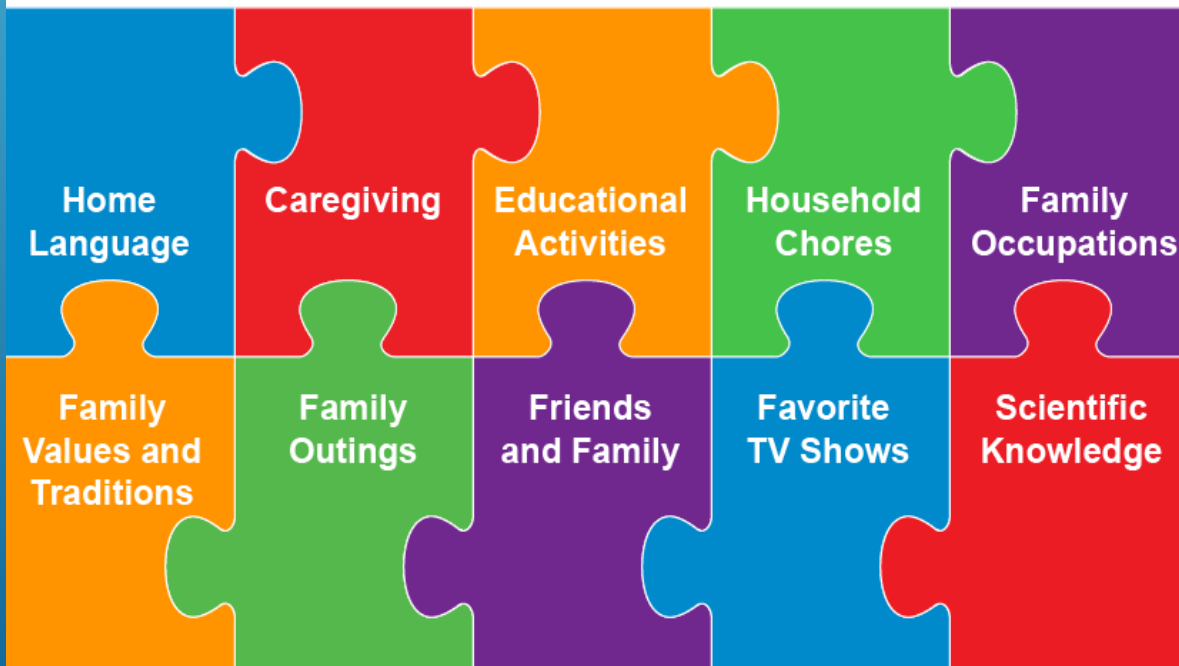 Home
Language
Caregiving
Educational
Activities
Household
Chores
Family
Occupations
Family
Values and
Traditions
Family
Outings
Friends
and Family
Favorite
TV Shows
Scientific
Knowledge